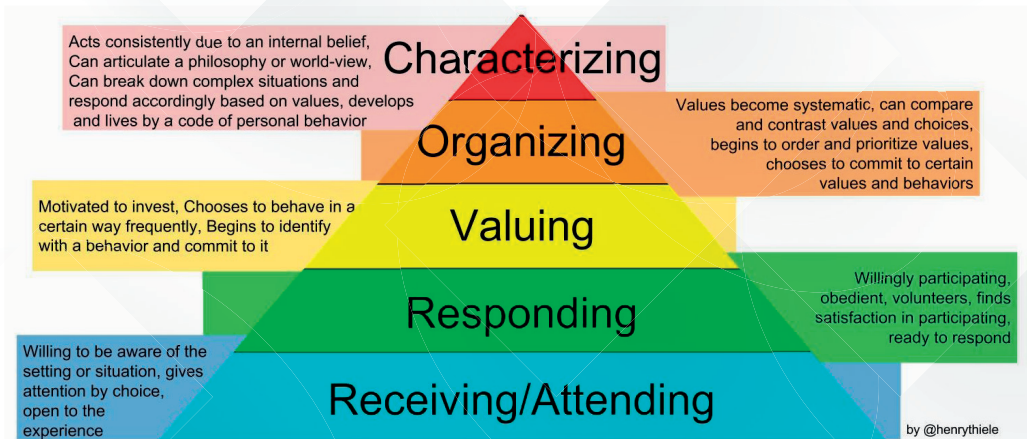 Acts consistently due to an internal belief,
Can articulate a philosophy or world-view,
Can break down complex situations and
respond accordingly based on values, develops
and lives by a code of personal behavior
Characterizing
Organizing
Values become systematic, can compare
and contrast values and choices,
begins to order and prioritize values,
chooses to commit to certain
values and behaviors
Motivated to invest, Chooses to behave in a
certain way frequently, Begins to identify
with a behavior and commit to it
Valuing
Responding
Willingly participating,
obedient, volunteers, finds
satisfaction in participating,
ready to respond
Willing to be aware of the
setting or situation, gives
attention by choice,
open to the
experience
Receiving/Attending
by @henrythiele